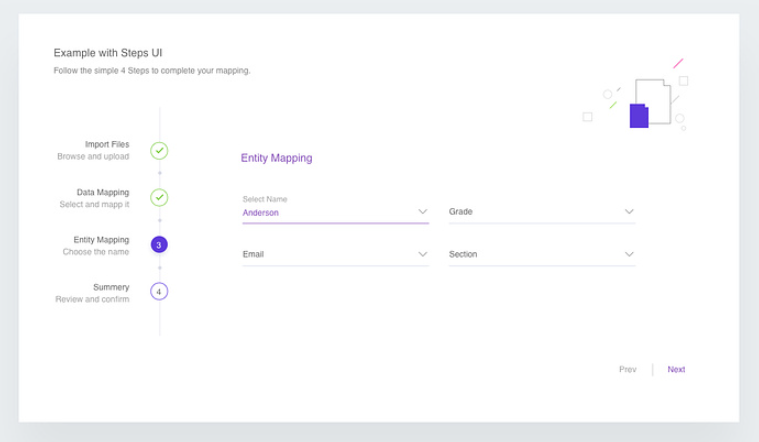 Example with Steps UI
Follow the simple 4 Steps to complete your mapping.
Import Files
Browse and upload
Data Mapping
Select and mapp it
Entity Mapping
Choose the name
3
Summery
Review and confirm
4
Entity Mapping
Select Name
Anderson
Grade
Email
Section
Prev
Next